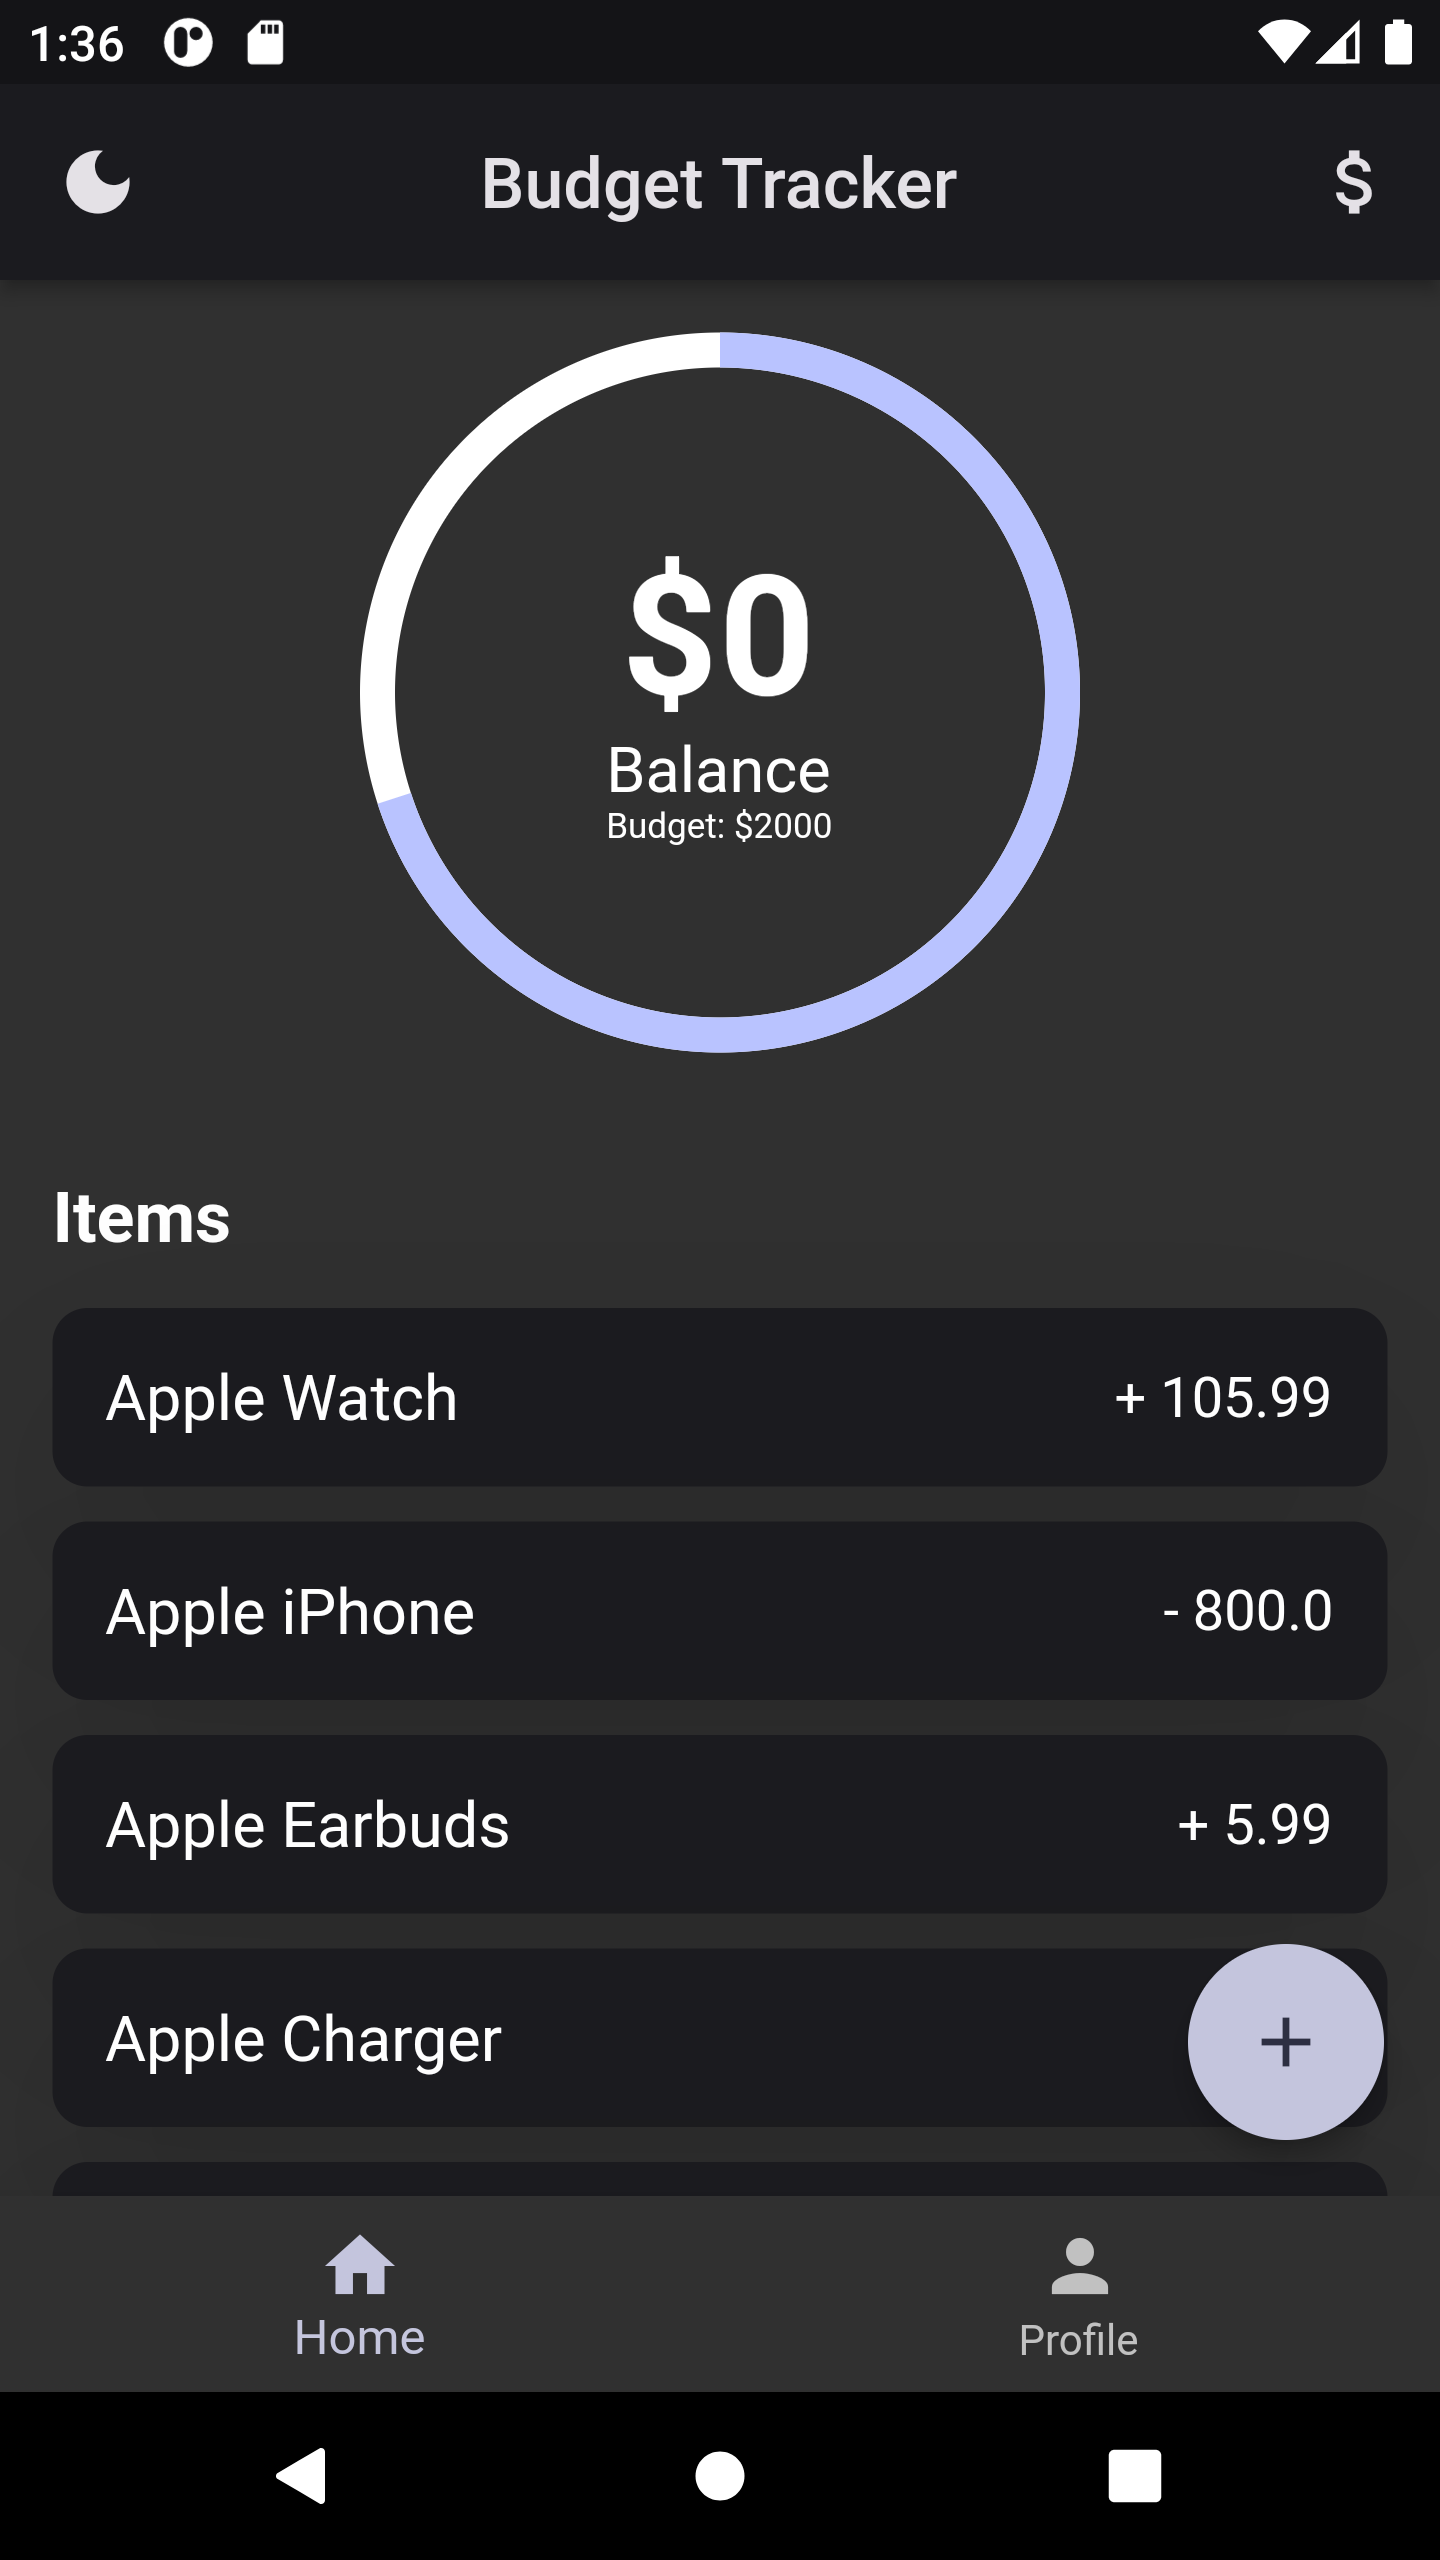 1:36
Budget Tracker
$
$0
Balance
Budget: $2000
Items
Apple Watch + 105.99
Apple iPhone - 800.0
Apple Earbuds + 5.99
Apple Charger
+
Home Profile